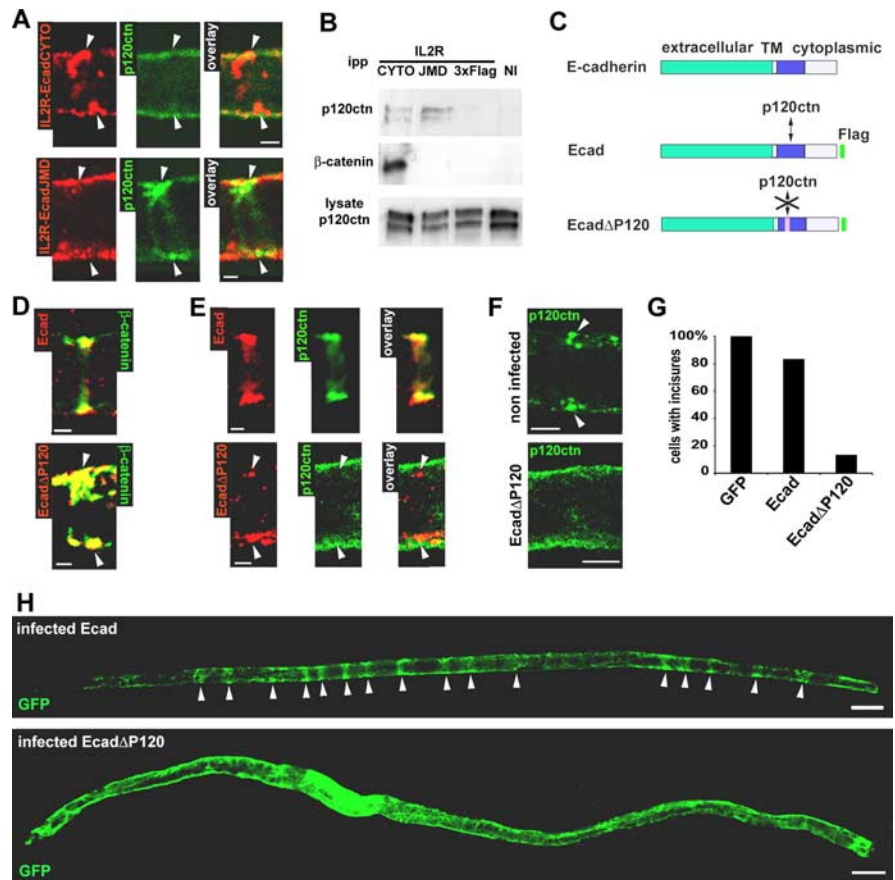 A
IL2R-EcadCYTO
p120ctn
overlay
IL2R-EcadJMD
p120ctn
overlay
B
IL2R
ipp CYTO JMD 3xFlag NI
p120ctn
β-catenin
lysate
p120ctn
C
extracellular TM cytoplasmic
E-cadherin
p120ctn
Flag
Ecad
p120ctn
EcadΔP120
D
Ecad
β-catenin
EcadΔP120
β-catenin
E
Ecad
p120ctn
overlay
EcadΔP120
p120ctn
overlay
F
p120ctn
non infected
p120ctn
EcadΔP120
G
cells with incisures
100%
80
60
40
20
0
GFP
Ecad
EcadΔP120
H
infected Ecad
GFP
infected EcadΔP120
GFP